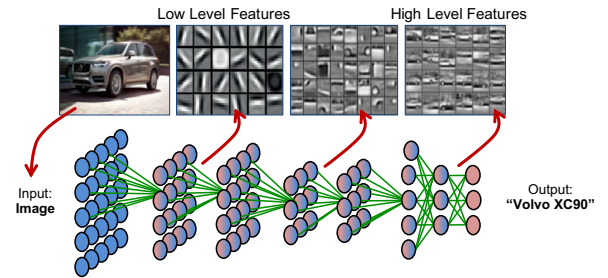 Low Level Features
High Level Features
Input:
Image
Output:
“Volvo XC90”